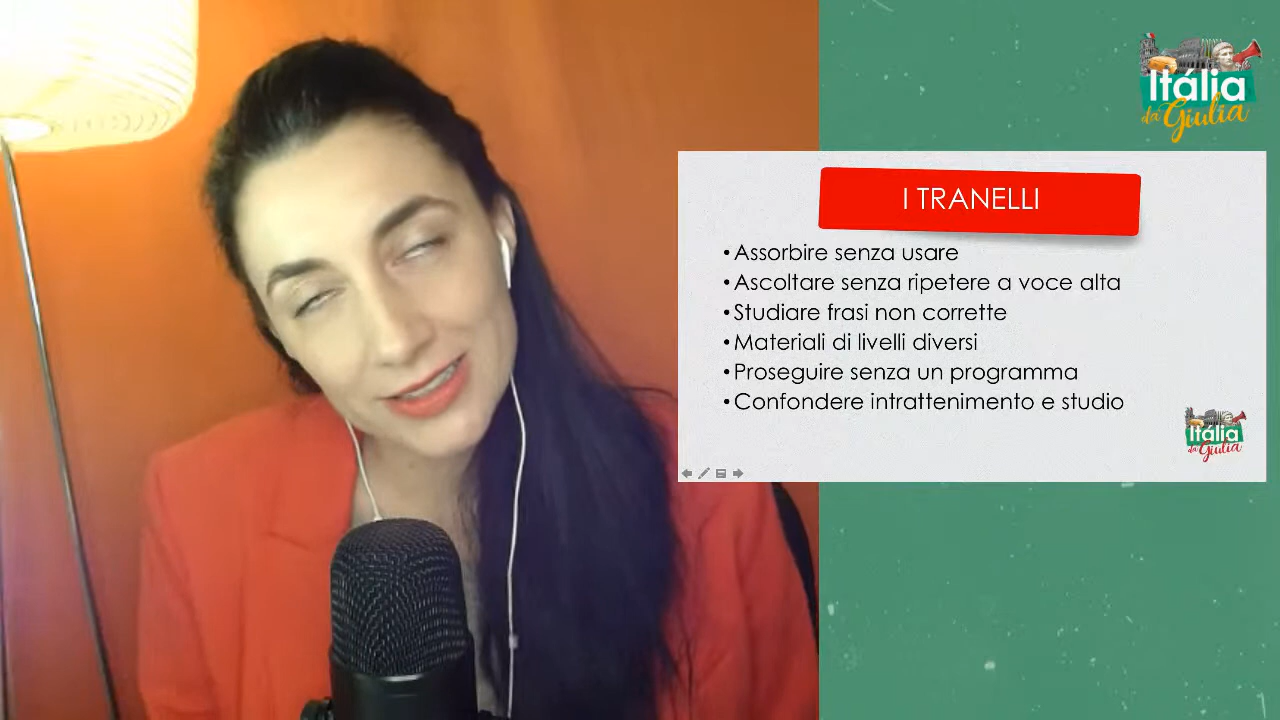 Itália
da Giulia
I TRANELLI
• Assorbire senza usare
• Ascoltare senza ripetere a voce alta
• Studiare frasi non corrette
• Materiali di livelli diversi
• Proseguire senza un programma
• Confondere intrattenimento e studio
Itália
da Giulia